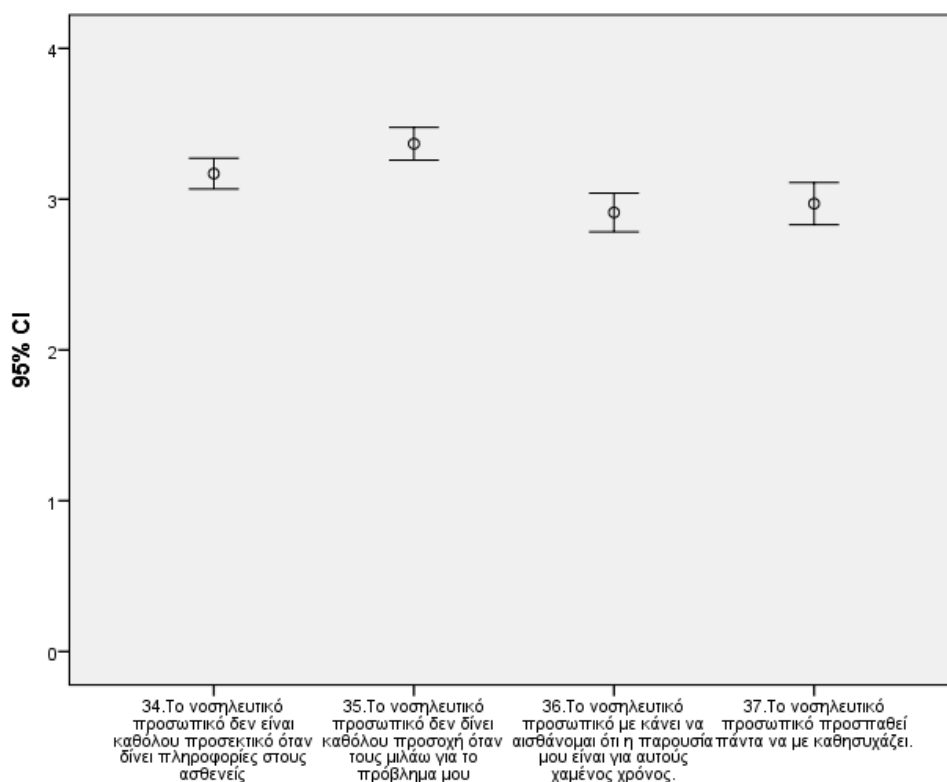 4
3
2
1
0
95% CI
34.Το νοσηλευτικό
προσωπικό δεν είναι
καθόλου προσεκτικό όταν
δίνει πληροφορίες στους
ασθενείς
35.Το νοσηλευτικό
προσωπικό δεν δίνει
καθόλου προσοχή όταν
τους μιλάω για το
πρόβλημα μου
36.Το νοσηλευτικό
προσωπικό με κάνει να
αισθάνομαι ότι η παρουσία
μου είναι για αυτούς
χαμένος χρόνος.
37.Το νοσηλευτικό
προσωπικό προσπαθεί
πάντα να με καθησυχάζει.